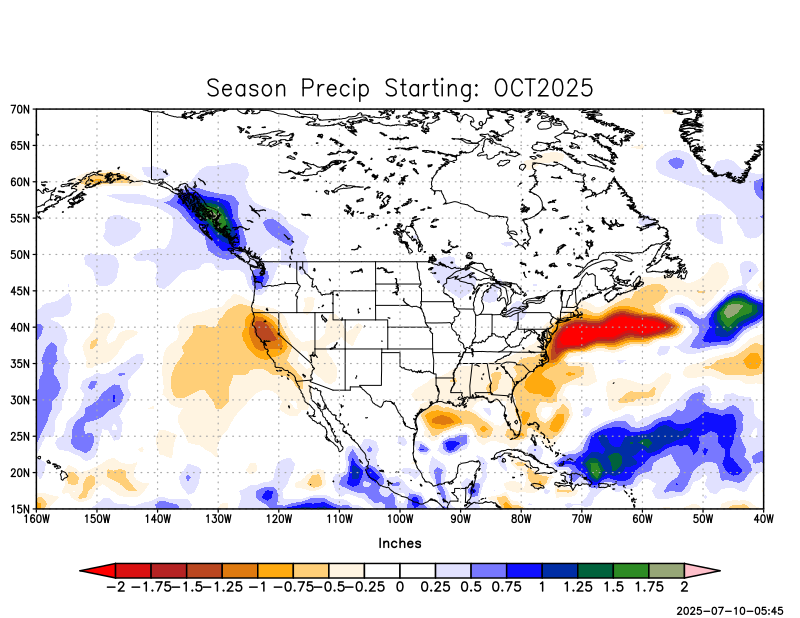 Season Precip Starting: OCT2025
70N
65N
60N
55N
50N
45N
40N
35N
30N
25N
20N
15N
160W 150W 140W 130W 120W 110W 100W 90W 80W 70W 60W 50W 40W
Inches
-2 -1.75 -1.5 -1.25 -1 -0.75 -0.5 -0.25 0 0.25 0.5 0.75 1 1.25 1.5 1.75 2
2025-07-10-05:45